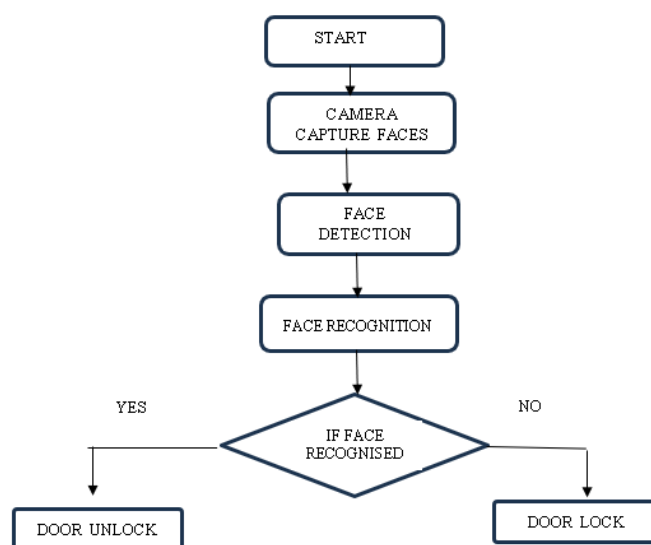 START
CAMERA
CAPTURE FACES
FACE
DETECTION
FACE RECOGNITION
YES
NO
IF FACE
RECOGNISED
DOOR UNLOCK
DOOR LOCK